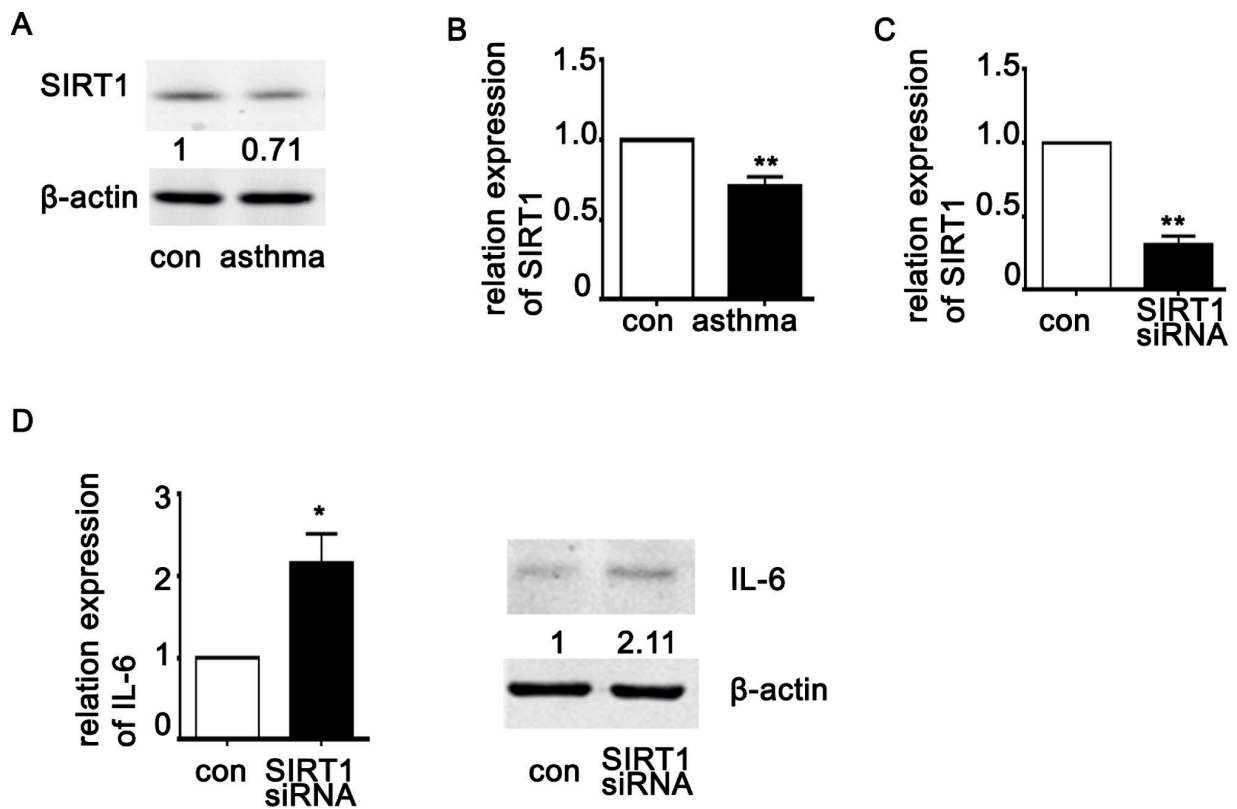 A
SIRT1
1 0.71
β-actin
con asthma
B
relation expression
of SIRT1
1.5
1.0
0.5
0
**
con asthma
C
relation expression
of SIRT1
1.5
1.0
0.5
0
**
con
SIRT1
siRNA
D
relation expression
of IL-6
3
2
1
0
*
con
SIRT1
siRNA
IL-6
1 2.11
β-actin
con
SIRT1
siRNA